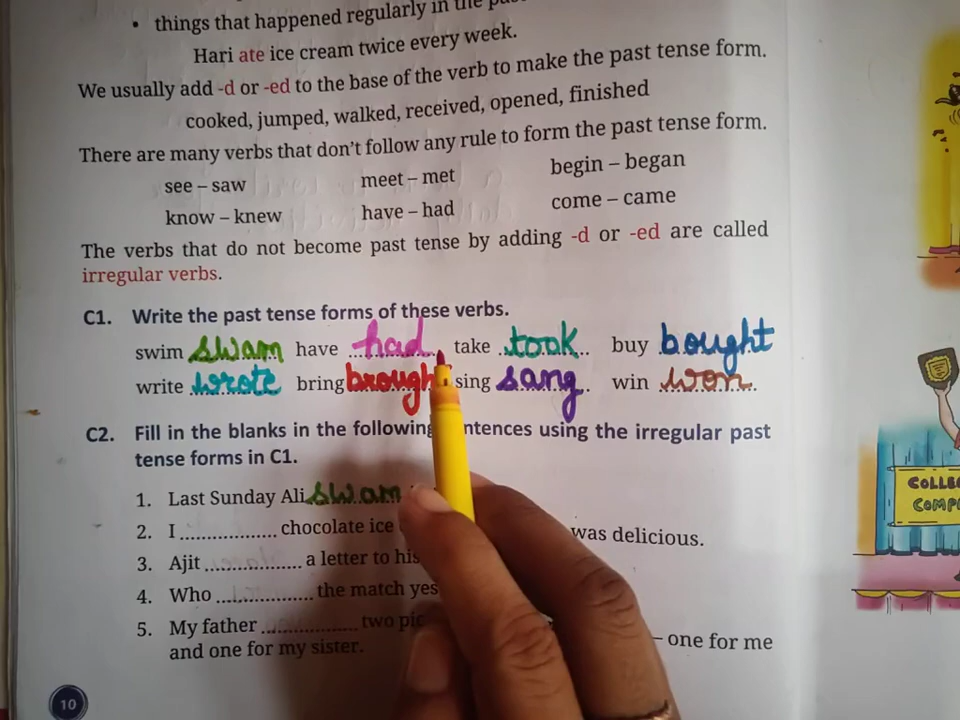 • things that happened regularly in the
Hari ate ice cream twice every week.
We usually add -d or -ed to the base of the verb to make the past tense form.
cooked, jumped, walked, received, opened, finished
There are many verbs that don't follow any rule to form the past tense form.
see – saw meet – met begin – began
know – knew have – had come – came
The verbs that do not become past tense by adding -d or -ed are called
irregular verbs.
C1. Write the past tense forms of these verbs.
swim swam have had take took buy bought
write wrote bring brough sing sang win won
C2. Fill in the blanks in the following using the irregular past
tense forms in C1.
1. Last Sunday Ali swam
2. I ................. chocolate ice was delicious.
3. Ajit ................. a letter to his
4. Who ................. the match yes
5. My father ................. two – one for me
and one for my sister.
10